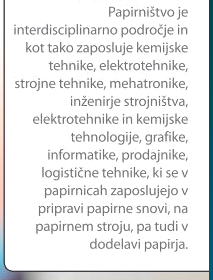 Papirništvo je
interdisciplinarno področje in
kot tako zaposluje kemijske
tehnike, elektrotehnike,
strojne tehnike, mehatronike,
inženirje strojništva,
elektrotehnike in kemijske
tehnologije, grafike,
informatike, prodajnike,
logistične tehnike, ki se v
papirnicah zaposlujejo v
pripravi papirne snovi, na
papirnem stroju, pa tudi v
dodelavi papirja.